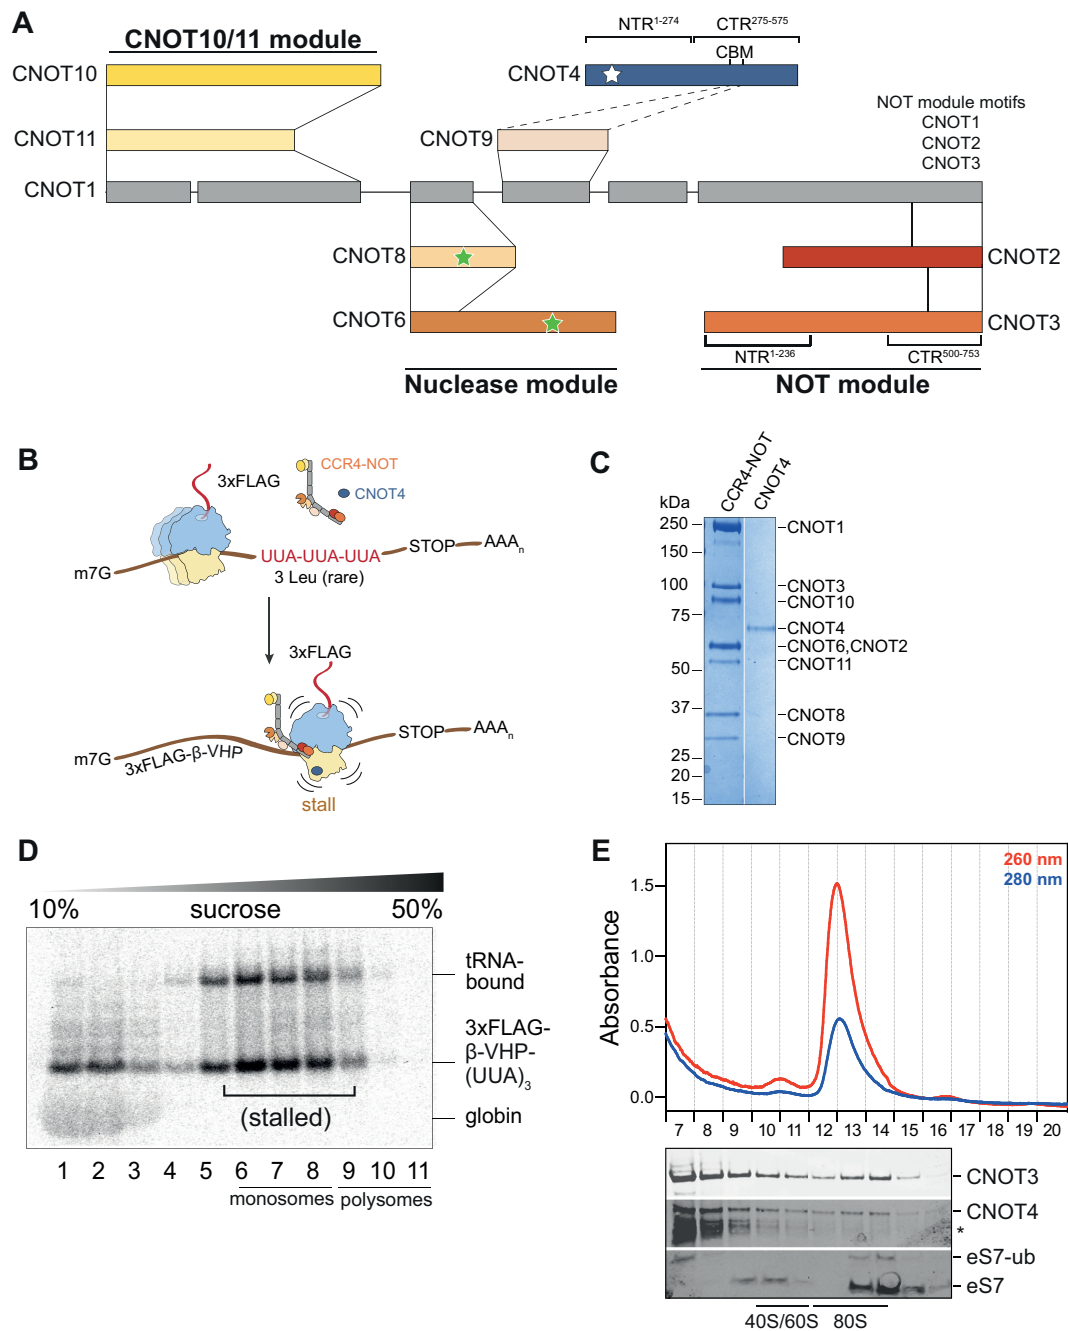 A
CNOT10/11 module
NTR1-274
CTR275-575
CBM
CNOT10
CNOT4
CNOT11
CNOT9
NOT module motifs
CNOT1
CNOT2
CNOT3
CNOT1
CNOT8
CNOT2
CNOT6
CNOT3
NTR1-236
CTR500-753
Nuclease module
NOT module
B
3xFLAG
CCR4-NOT
CNOT4
m7G
UUA-UUA-UUA
STOP
AAAn
3 Leu (rare)
3xFLAG
m7G
3xFLAG-β-VHP
STOP
AAAn
stall
C
CCR4-NOT
CNOT4
kDa
250
150
100
75
50
37
25
20
15
CNOT1
CNOT3
CNOT10
CNOT4
CNOT6,CNOT2
CNOT11
CNOT8
CNOT9
D
10%
sucrose
50%
tRNA-
bound
3xFLAG-
β-VHP-
(UUA)3
(stalled)
globin
1 2 3 4 5 6 7 8 9 10 11
monosomes polysomes
E
260 nm
280 nm
Absorbance
1.5
1.0
0.5
0.0
7 8 9 10 11 12 13 14 15 16 17 18 19 20
CNOT3
CNOT4
*
eS7-ub
eS7
40S/60S 80S